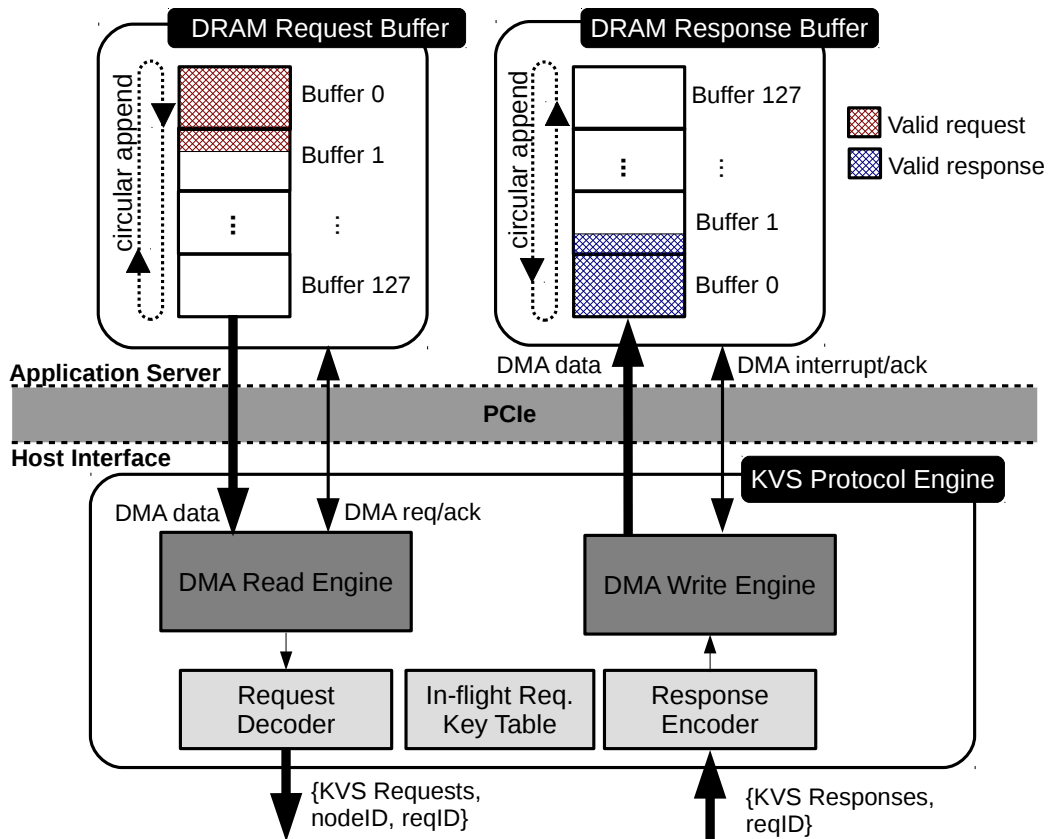 DRAM Request Buffer
DRAM Response Buffer
circular append
Buffer 0
Buffer 1
...
...
Buffer 127
circular append
Buffer 127
...
...
Buffer 1
Buffer 0
Valid request
Valid response
DMA data
DMA interrupt/ack
Application Server
PCIe
Host Interface
KVS Protocol Engine
DMA data
DMA req/ack
DMA Read Engine
DMA Write Engine
Request
Decoder
In-flight Req.
Key Table
Response
Encoder
{KVS Requests,
nodeID, reqID}
{KVS Responses,
reqID}